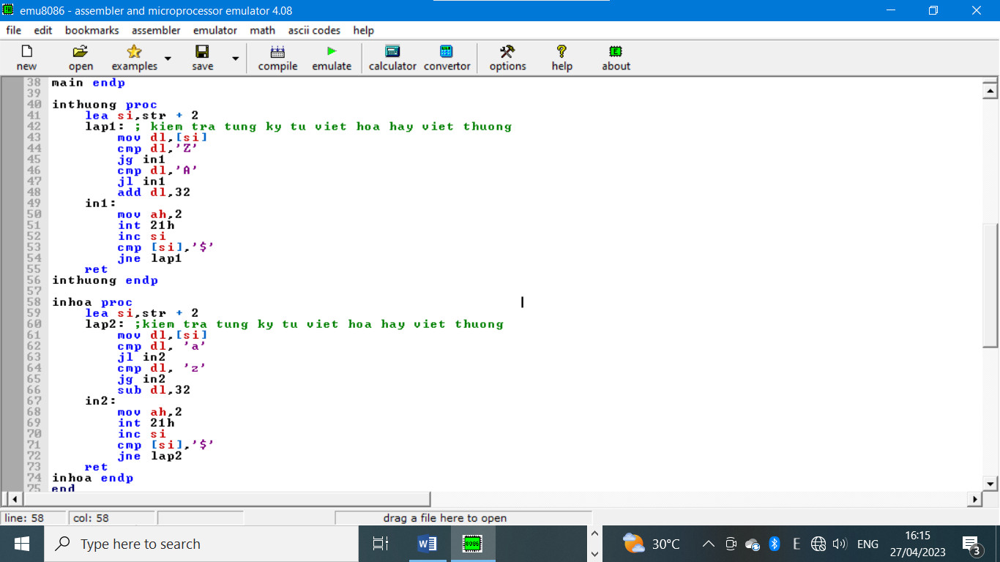 emu8086 - assembler and microprocessor emulator 4.08
file edit bookmarks assembler emulator math ascii codes help
new open examples save compile emulate calculator convertor options help about
38 main endp
39
40 inthuong proc
41 lea si,str + 2
42 lap1: ; kiem tra tung ky tu viet hoa hay viet thuong
43 mov dl,[si]
44 cmp dl,'Z'
45 jg in1
46 cmp dl,'A'
47 jl in1
48 add dl,32
49 in1:
50 mov ah,2
51 int 21h
52 inc si
53 cmp [si],'$'
54 jne lap1
55 ret
56 inthuong endp
57
58 inhoa proc
59 lea si,str + 2
60 lap2: ;kiem tra tung ky tu viet hoa hay viet thuong
61 mov dl,[si]
62 cmp dl, 'a'
63 jl in2
64 cmp dl, 'z'
65 jg in2
66 sub dl,32
67 in2:
68 mov ah,2
69 int 21h
70 inc si
71 cmp [si],'$'
72 jne lap2
73 ret
74 inhoa endp
75 end
line: 58 col: 58 drag a file here to open
Type here to search 30°C ENG 16:15
27/04/2023 3